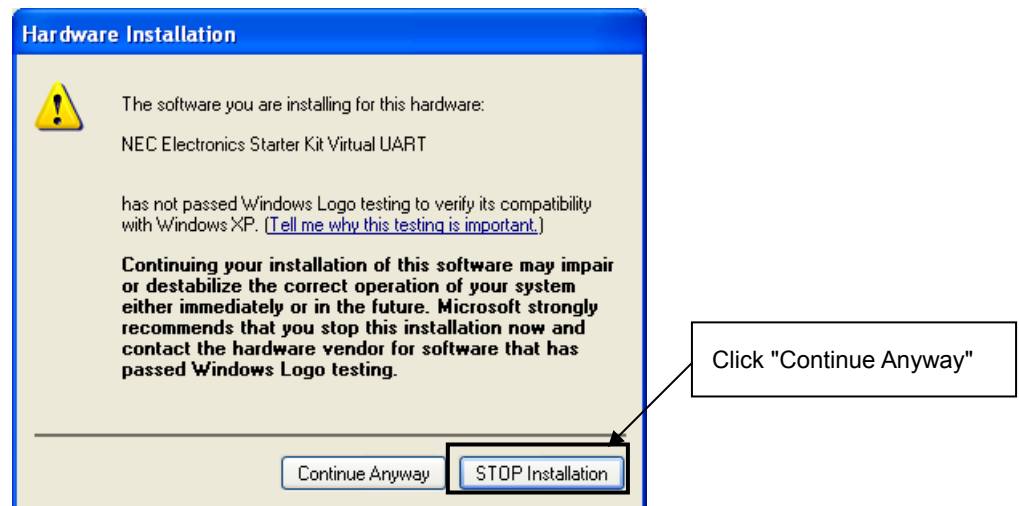 Hardware Installation
The software you are installing for this hardware:
NEC Electronics Starter Kit Virtual UART
has not passed Windows Logo testing to verify its compatibility
with Windows XP. (Tell me why this testing is important.)
Continuing your installation of this software may impair
or destabilize the correct operation of your system
either immediately or in the future. Microsoft strongly
recommends that you stop this installation now and
contact the hardware vendor for software that has
passed Windows Logo testing.
Click "Continue Anyway"
Continue Anyway
STOP Installation